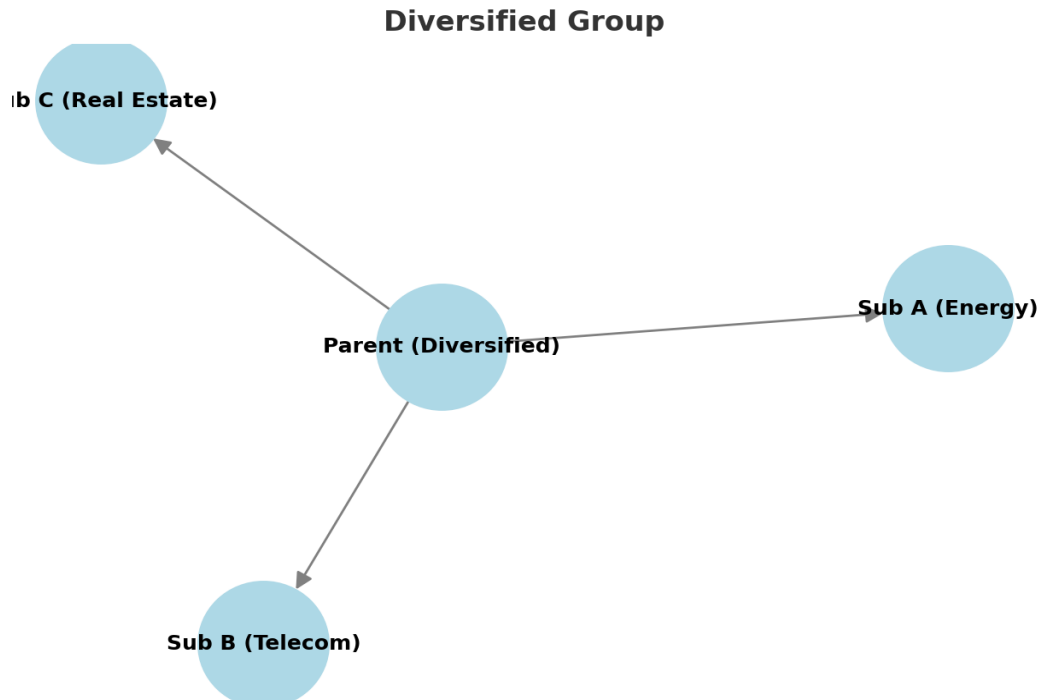 Diversified Group
b C (Real Estate)
Sub A (Energy)
Parent (Diversified)
Sub B (Telecom)